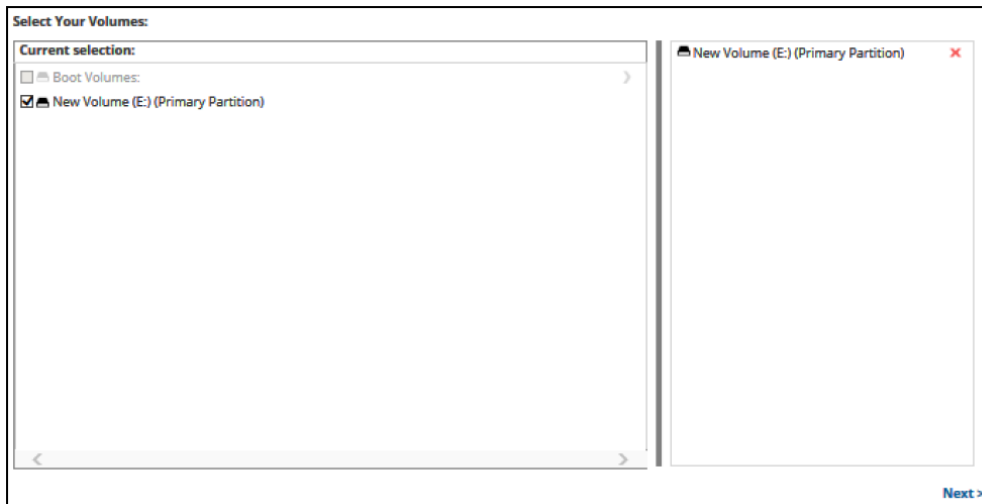 Select Your Volumes:
Current selection:
Boot Volumes:
New Volume (E:) (Primary Partition)
New Volume (E:) (Primary Partition)
Next >